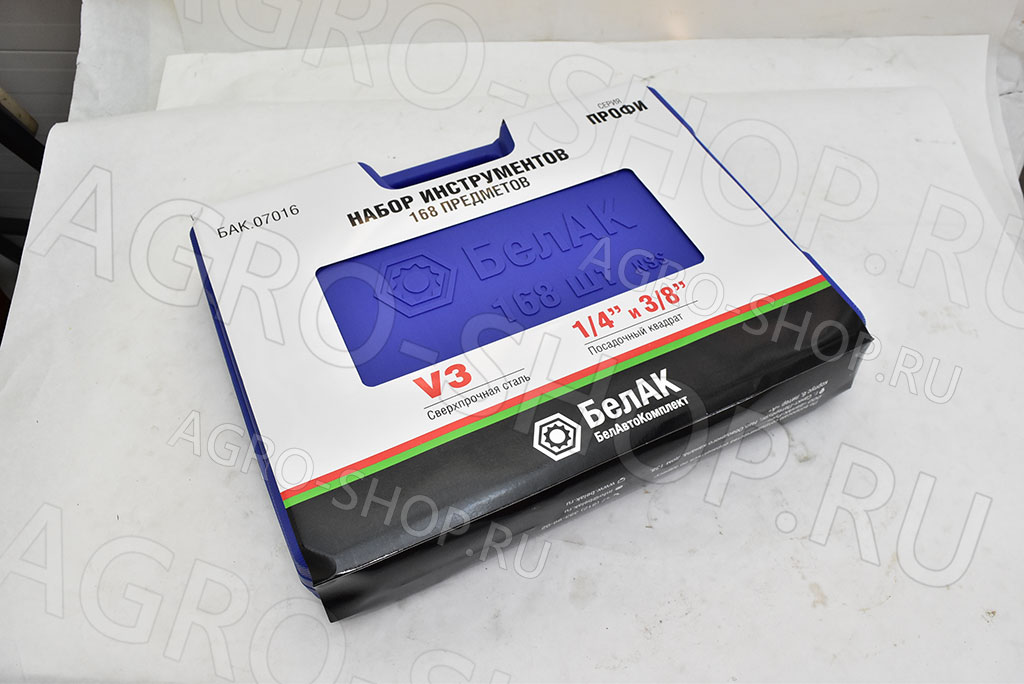 БАК.07016
СЕРИЯ
ПРОФИ
НАБОР ИНСТРУМЕНТОВ
168 ПРЕДМЕТОВ
БелАК
168 шт
V3
Сверхпрочная сталь
1/4” и 3/8”
Посадочный квадрат
БелАК
БелАвтоКомплект
AGRO-SHOP.RU
AGRO-SHOP.RU
AGRO-SHOP.RU
AGRO-SHOP.RU
AGRO-SHOP.RU